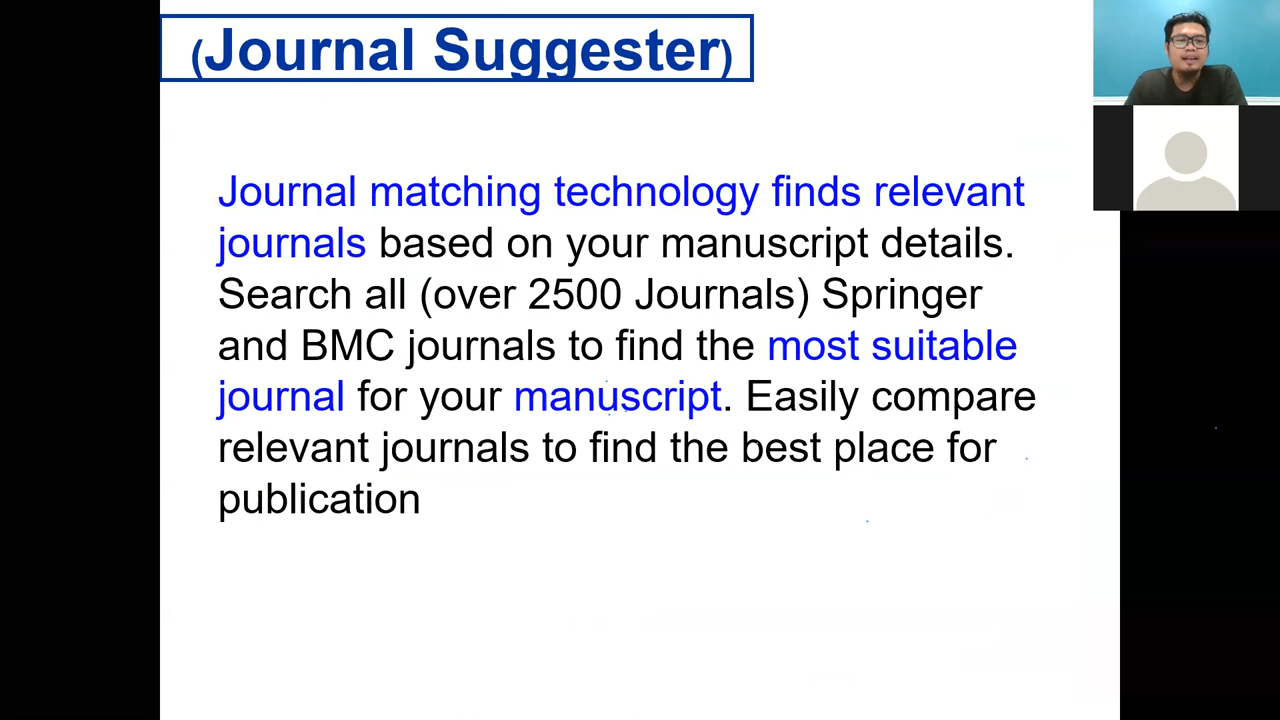 (Journal Suggester)
Journal matching technology finds relevant
journals based on your manuscript details.
Search all (over 2500 Journals) Springer
and BMC journals to find the most suitable
journal for your manuscript. Easily compare
relevant journals to find the best place for
publication